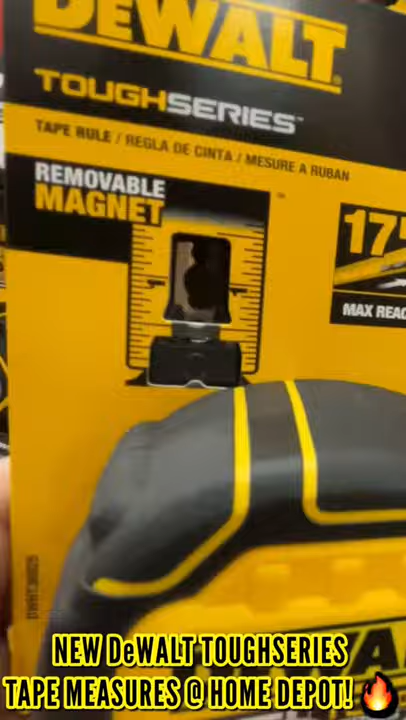 DEWALT
TOUGHSERIES™
TAPE RULE / REGLA DE CINTA / MESURE A RUBAN
REMOVABLE
MAGNET
17'
MAX REAC
NEW DeWALT TOUGHSERIES
TAPE MEASURES @ HOME DEPOT! 🔥